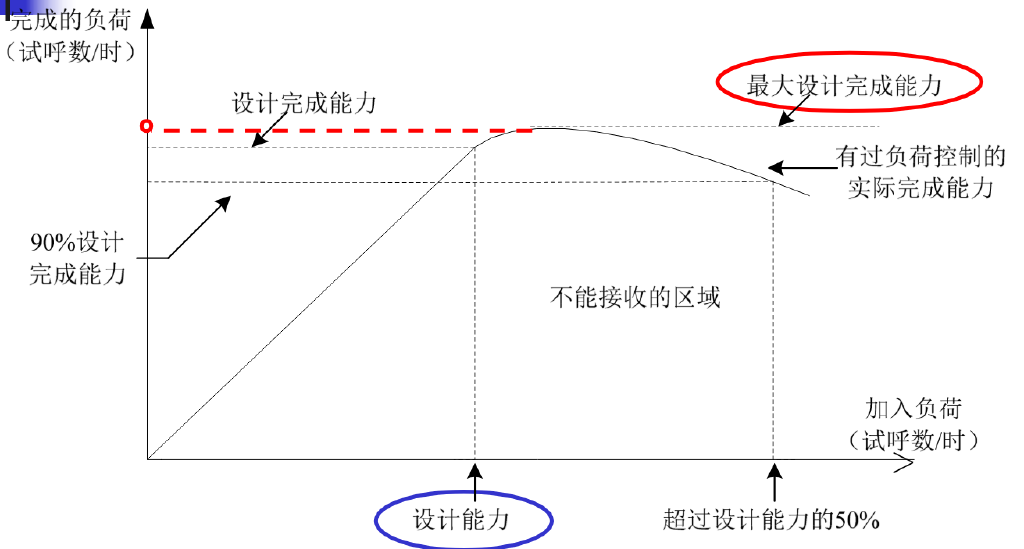 完成的负荷
（试呼数/时）
设计完成能力
最大设计完成能力
有过负荷控制的
实际完成能力
90%设计
完成能力
不能接收的区域
加入负荷
（试呼数/时）
设计能力
超过设计能力的50%